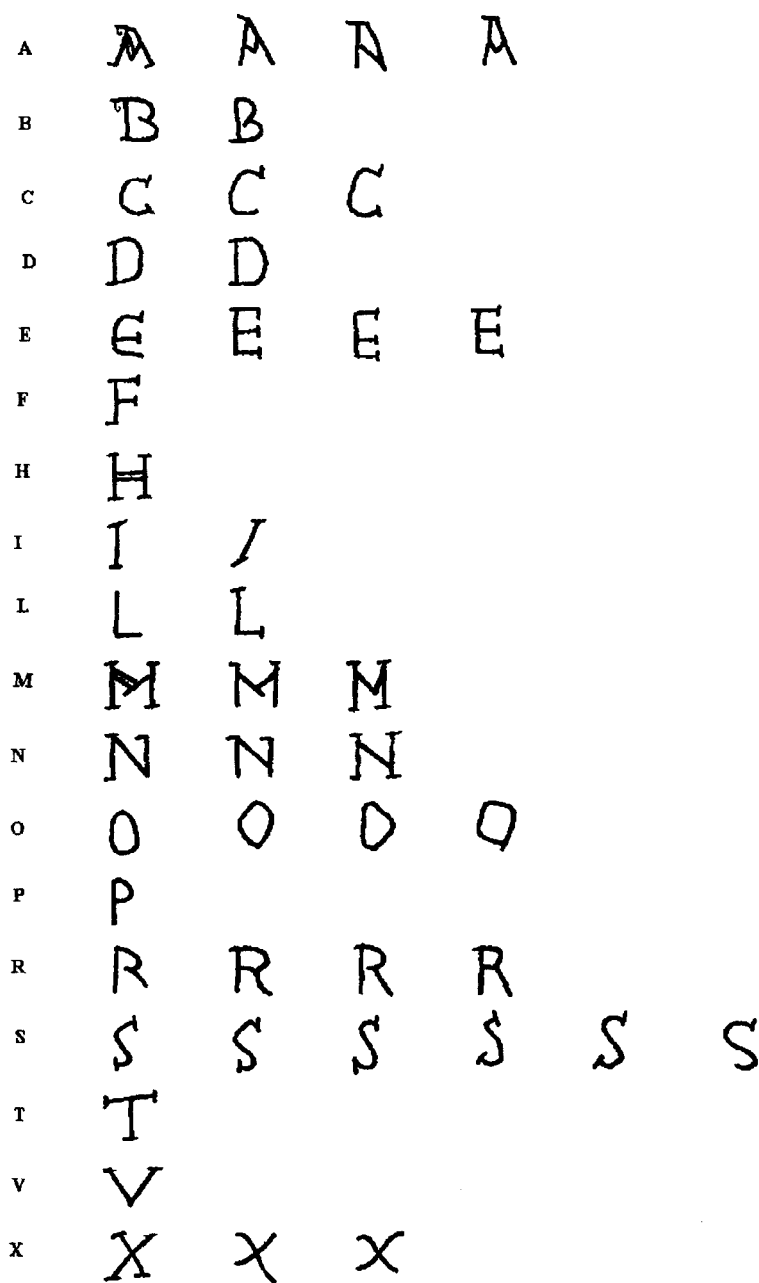 A A A A A
B B B
C C C C
D D D
E E E E E
F F
H H
I I I
L L L
M M M M
N N N N
O O O O O
P P
R R R R R
S S S S S S S
T T
V V
X X X X